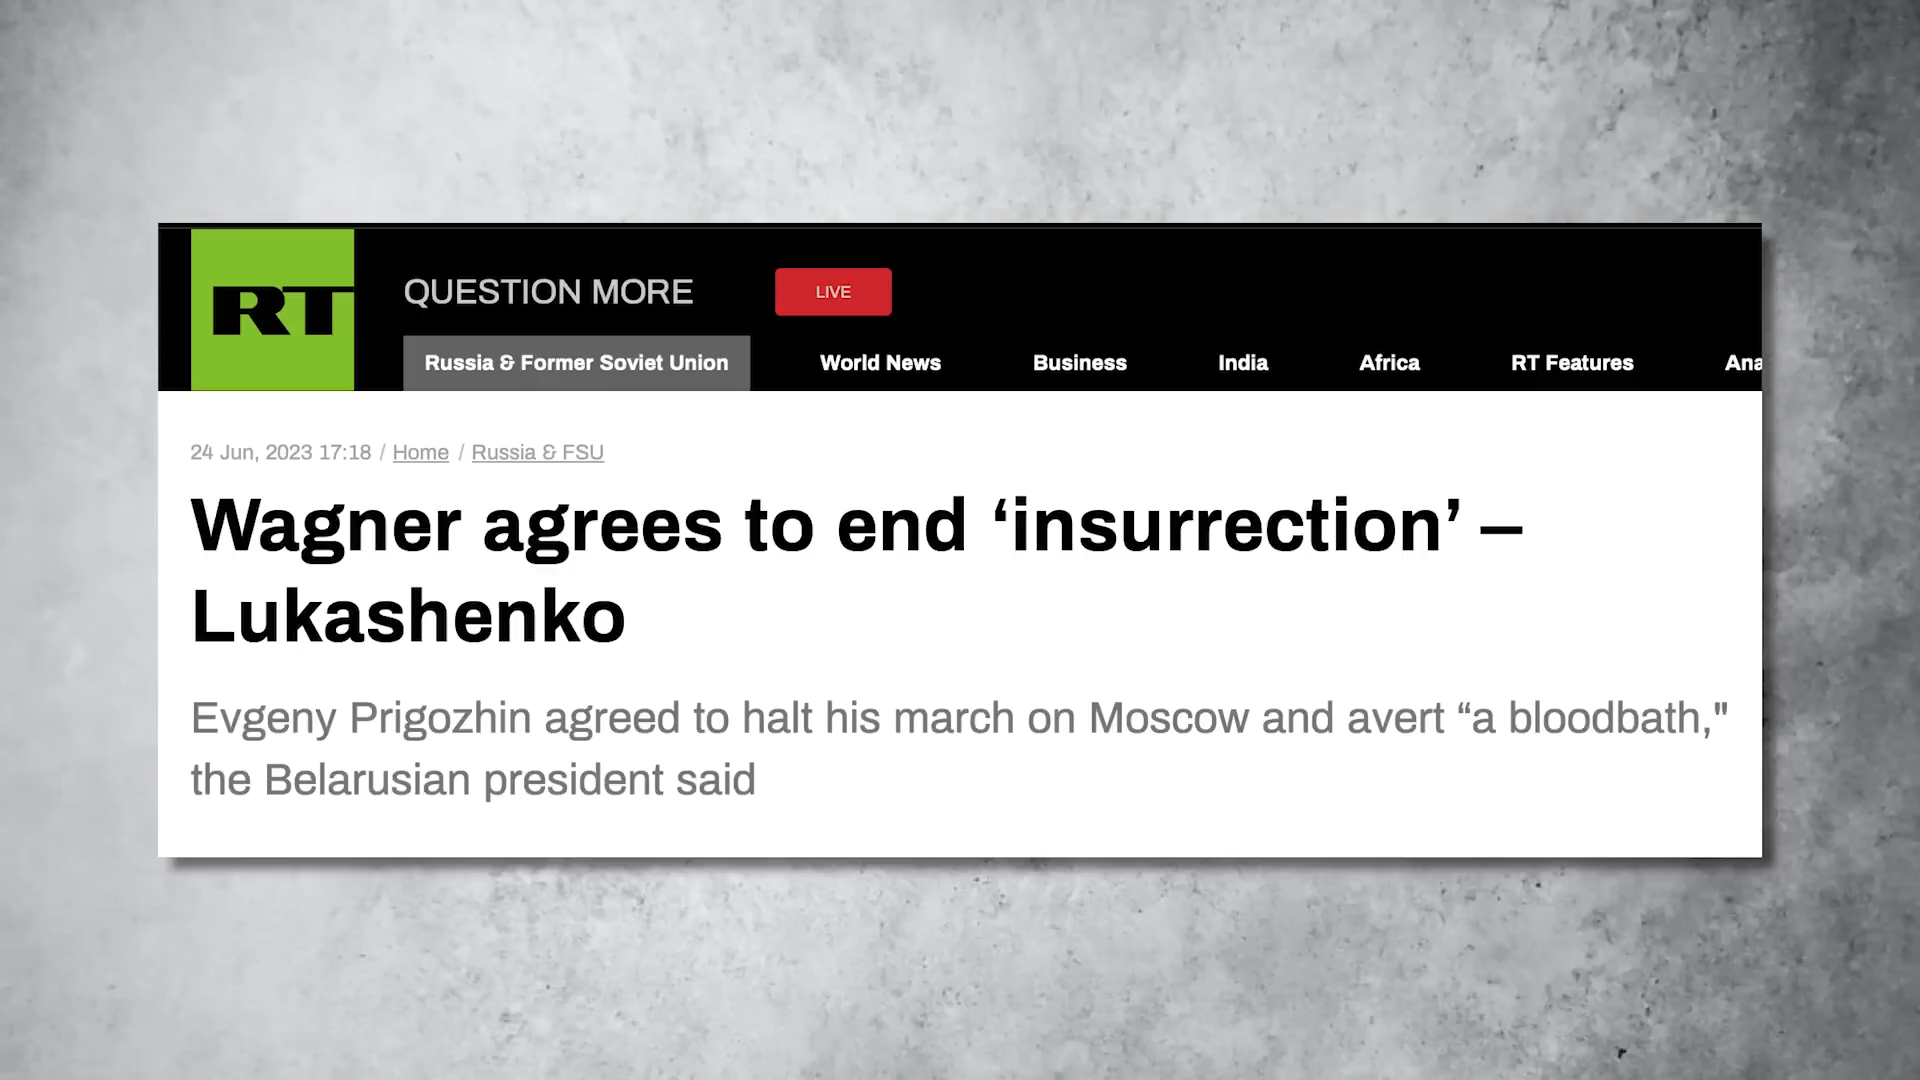 RT
QUESTION MORE
LIVE
Russia & Former Soviet Union
World News
Business
India
Africa
RT Features
Ana
24 Jun, 2023 17:18 / Home / Russia & FSU
Wagner agrees to end ‘insurrection’ –
Lukashenko
Evgeny Prigozhin agreed to halt his march on Moscow and avert “a bloodbath,"
the Belarusian president said